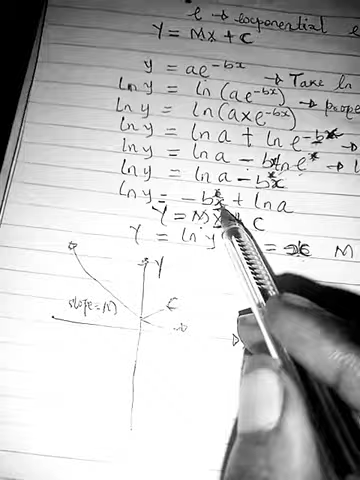 e → exponential e
Y = Mx + C
y = ae^-bx → Take ln
ln y = ln(ae^-bx) →
ln y = ln(a x e^-bx)
ln y = ln a + ln e^-bx →
ln y = ln a - bx ln e →
ln y = ln a - bx
ln y = -bx + ln a
Y = Mx + C
Y = ln y = x M
Y
slope = M
C